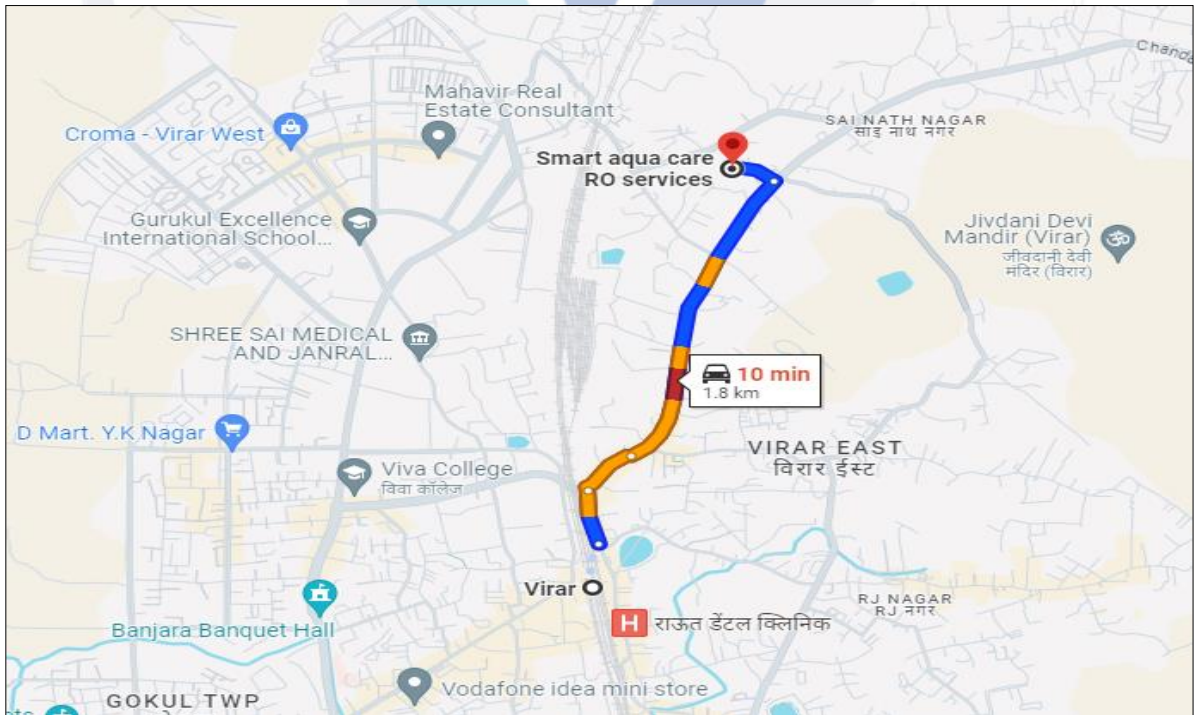 Chanda
Mahavir Real
Estate Consultant
Croma - Virar West
SAI NATH NAGAR
साइ नाथ नगर
Smart aqua care
RO services
Gurukul Excellence
International School...
Jivdani Devi
Mandir (Virar)
जीवदानी देवी
मंदिर (विरार)
SHREE SAI MEDICAL
AND JANRAL...
10 min
1.8 km
D Mart. Y.K Nagar
VIRAR EAST
विरार ईस्ट
Viva College
विवा कॉलेज
Virar
RJ NAGAR
RJ नगर
H राऊत डेंटल क्लिनिक
Banjara Banquet Hall
Vodafone idea mini store
GOKUL TWP